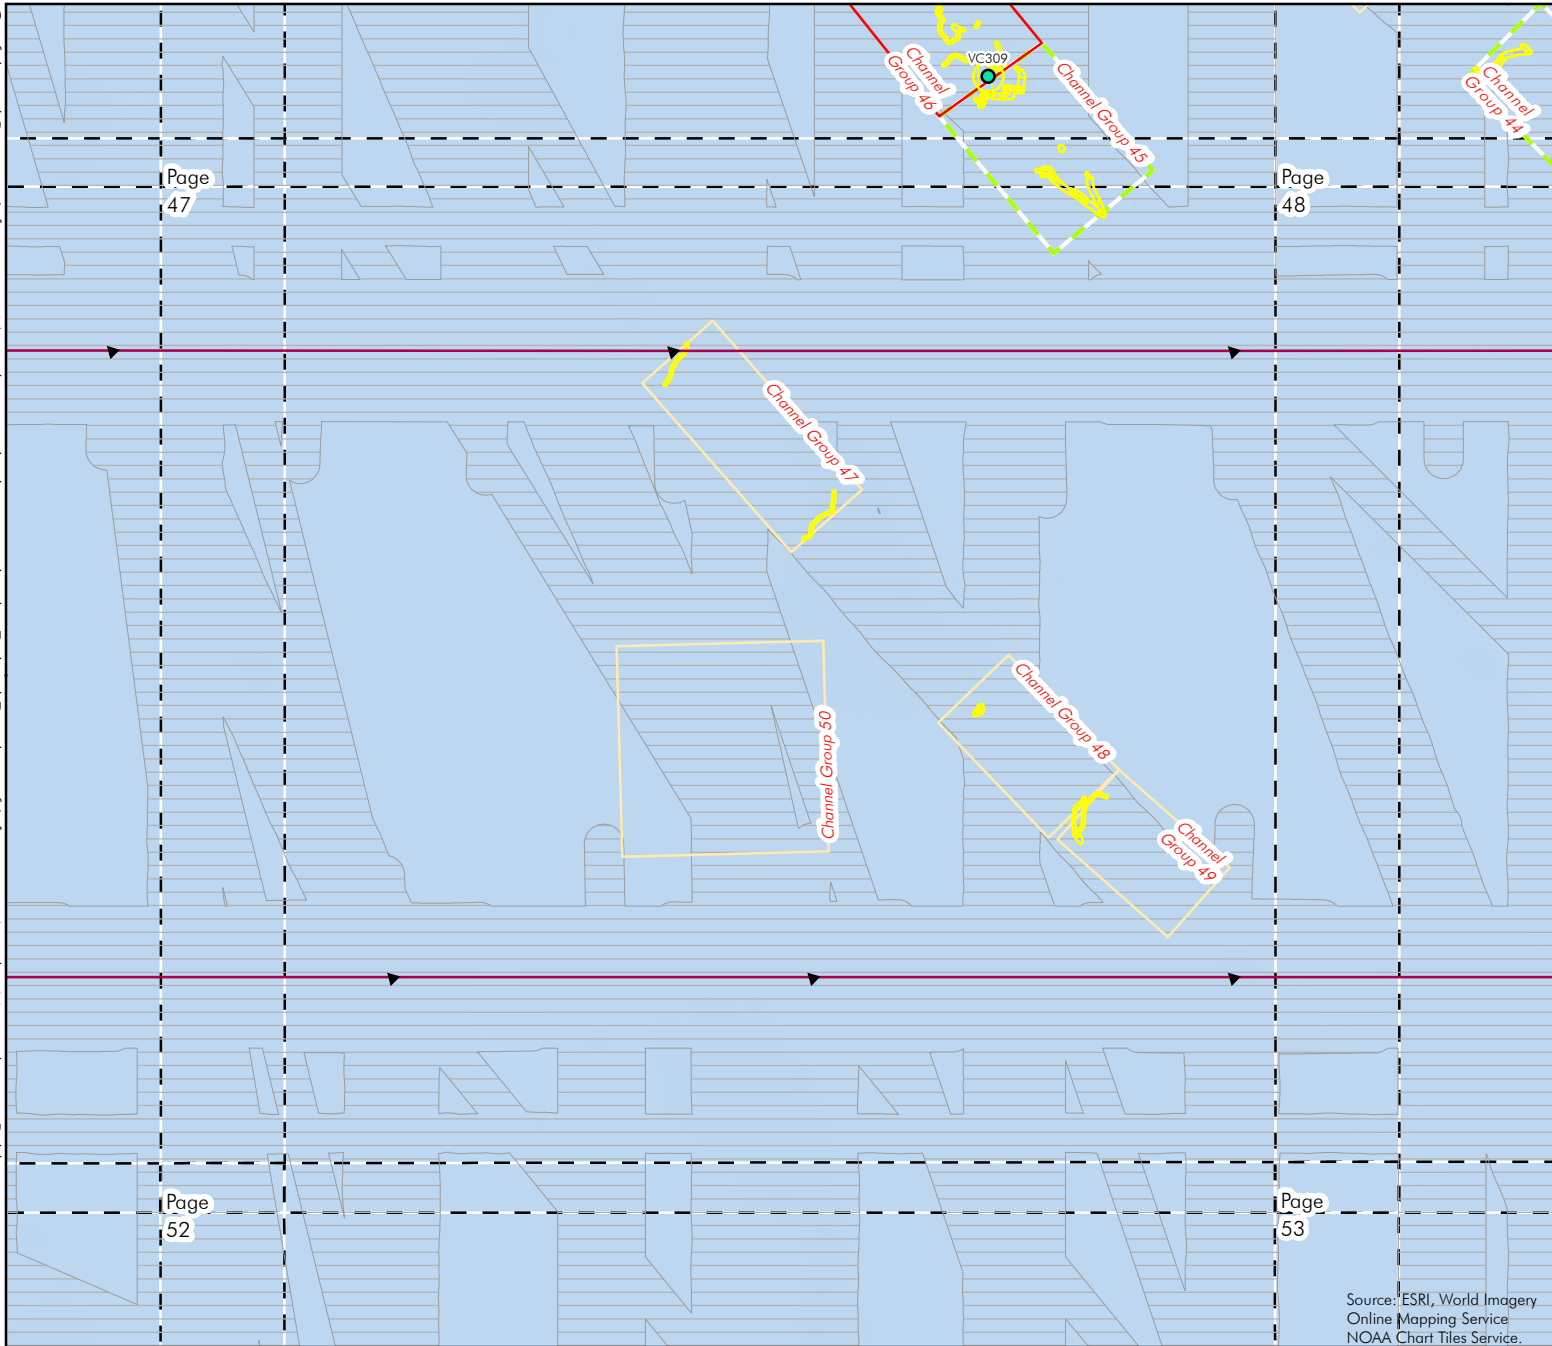 Channel
Group 46
VC309
Channel Group 45
Channel
Group 44
Page
47
Page
48
Channel Group 47
Channel Group 50
Channel Group 48
Channel
Group 49
Page
52
Page
53
Source: ESRI, World Imagery
Online Mapping Service
NOAA Chart Tiles Service.